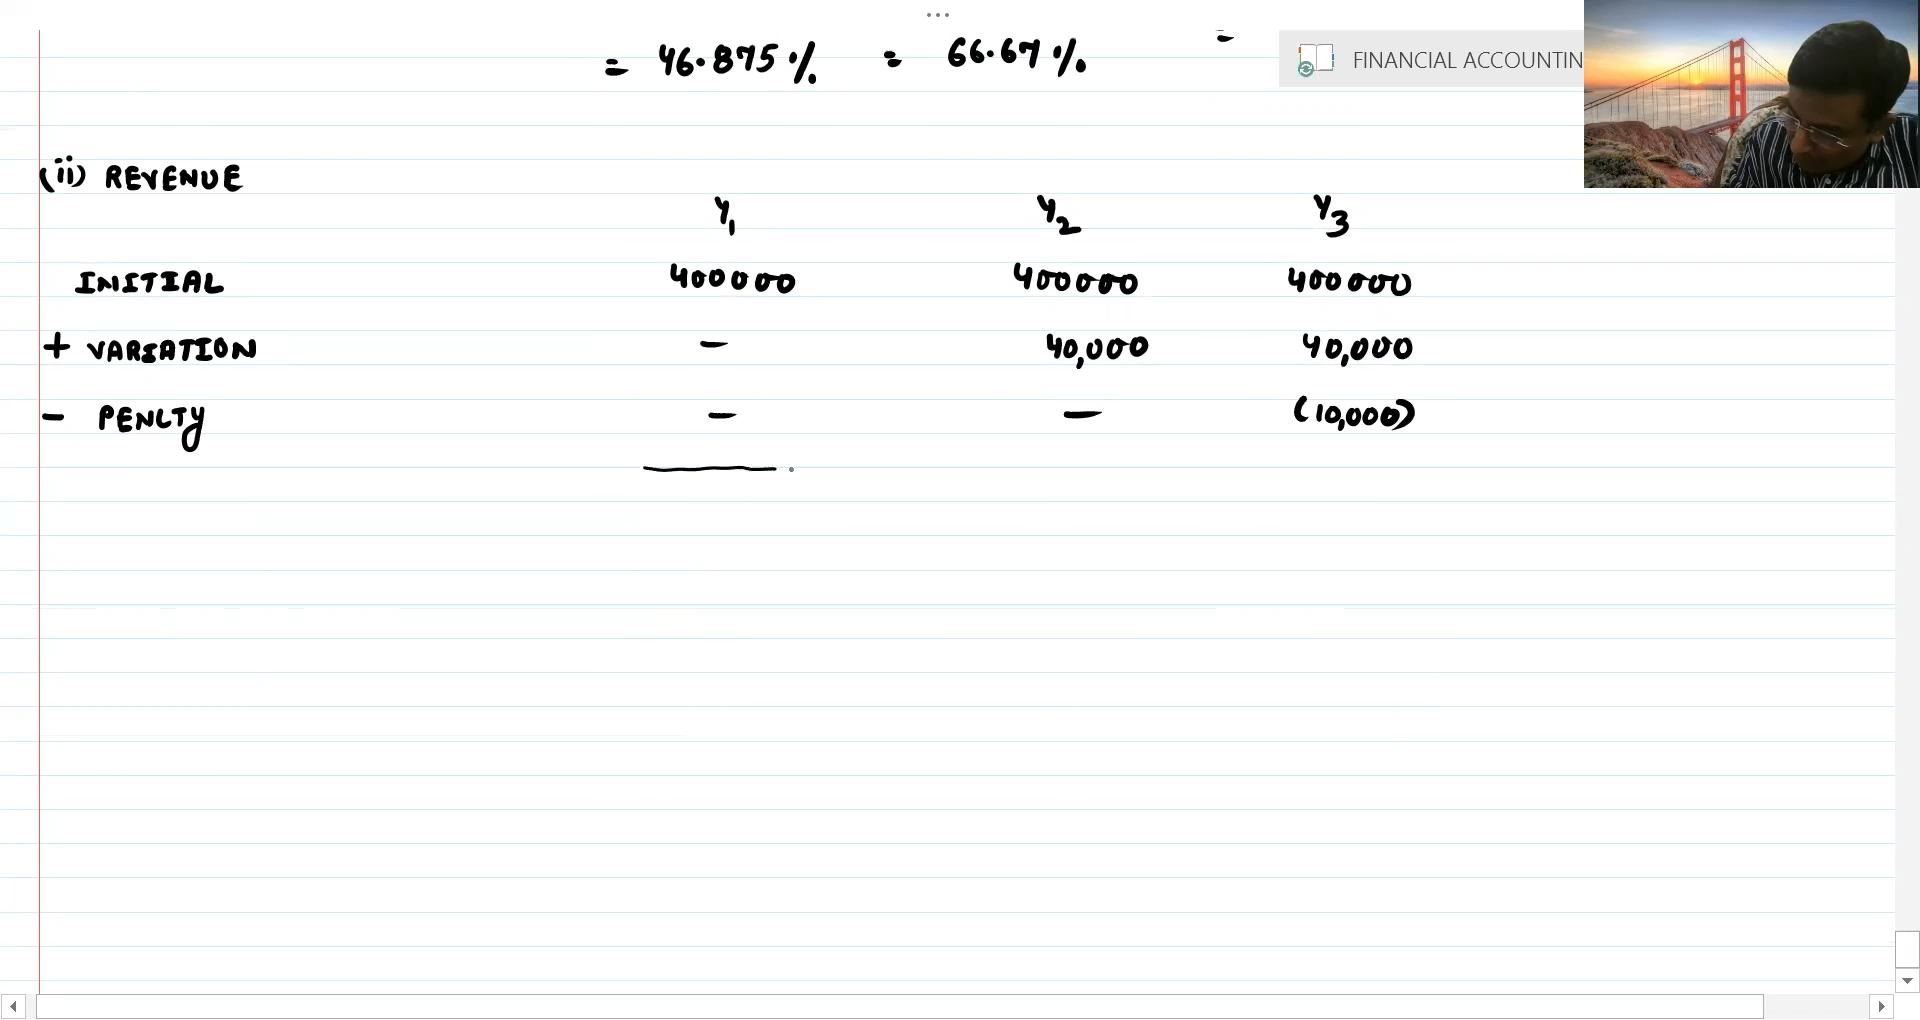 = 46.875 % = 66.67 % =
FINANCIAL ACCOUNTIN
(ii) REVENUE
Y1 Y2 Y3
INITIAL 400000 400000 400000
+ VARIATION - 40,000 40,000
- PENLTY - - (10,000)